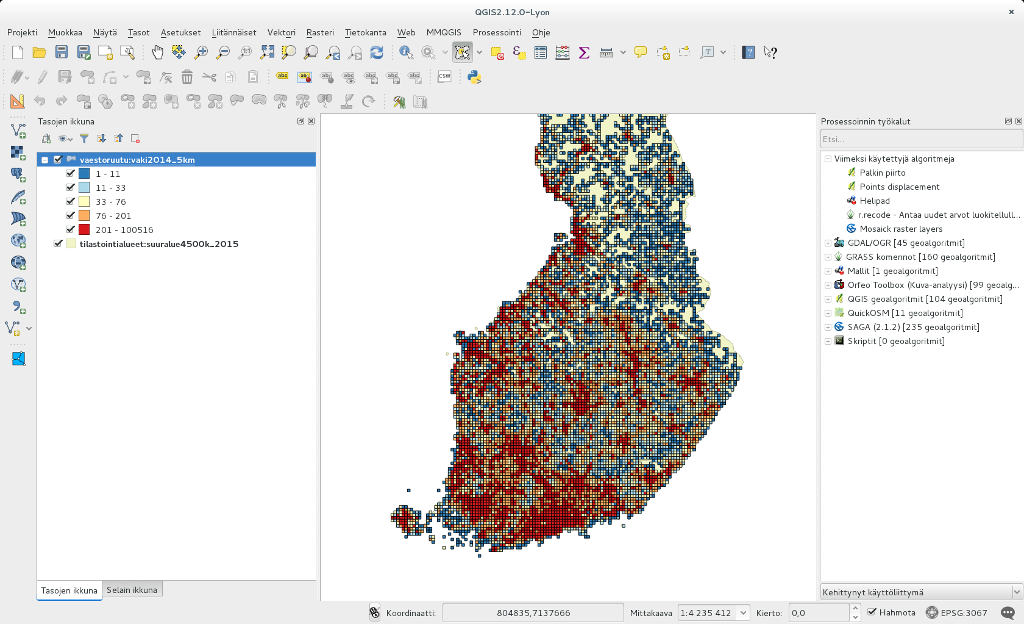 QGIS2.12.0-Lyon
Projekti Muokkaa Näytä Tasot Asetukset Liitännäiset Vektori Rasteri Tietokanta Web MMQGIS Prosessointi Ohje
Tasojen ikkuna
vaestoruutu:vaki2014_5km
1 - 11
11 - 33
33 - 76
76 - 201
201 - 100516
tilastointialueet:suuralue4500k_2015
Tasojen ikkuna Selain ikkuna
Prosessoinnin työkalut
Etsi...
Viimeksi käytettyjä algoritmeja
Palkin piirto
Points displacement
Helipad
r.recode - Antaa uudet arvot luokitellull...
Mosaick raster layers
GDAL/OGR [45 geoalgoritmit]
GRASS komennot [160 geoalgoritmit]
Mallit [1 geoalgoritmit]
Orfeo Toolbox (Kuva-analyysi) [99 geoalg...
QGIS geoalgoritmit [104 geoalgoritmit]
QuickOSM [11 geoalgoritmit]
SAGA (2.1.2) [235 geoalgoritmit]
Skriptit [0 geoalgoritmit]
Kehittynyt käyttöliittymä
Koordinaatti: 804835,7137666 Mittakaava 1:4 235 412 Kierto: 0,0 Hahmota EPSG:3067